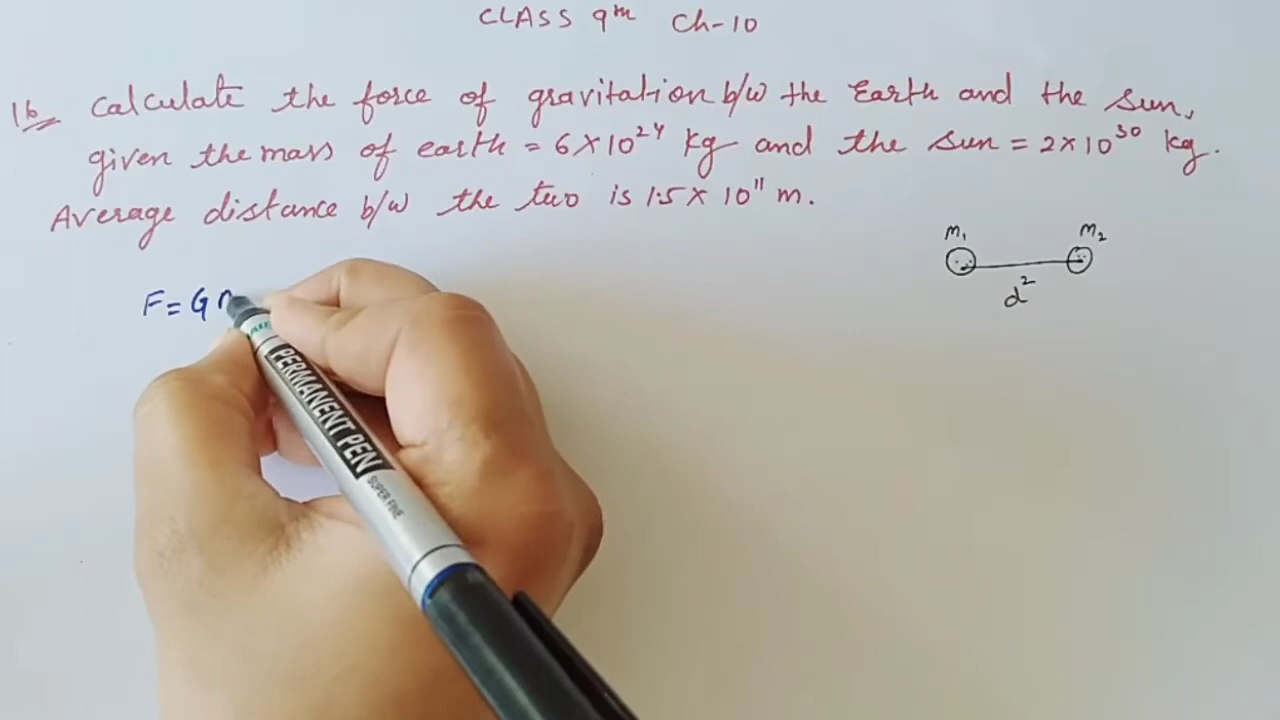 CLASS 9th Ch-10
16 Calculate the force of gravitation b/w the Earth and the Sun,
given the mass of earth = 6×10²⁴ kg and the sun = 2×10³⁰ kg.
Average distance b/w the two is 1.5× 10¹¹ m.
m₁ m₂
d²
F=G
PERMANENT PEN
SUPER FINE